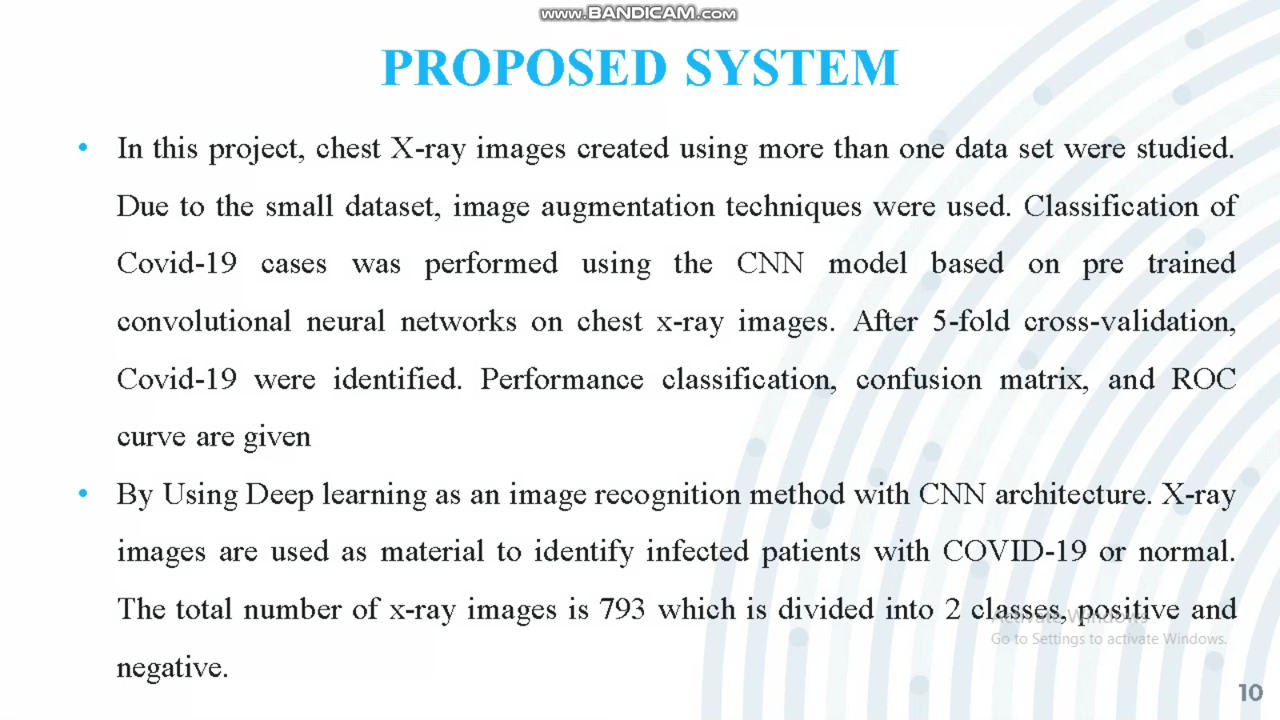 www.BANDICAM.com
PROPOSED SYSTEM
• In this project, chest X-ray images created using more than one data set were studied.
Due to the small dataset, image augmentation techniques were used. Classification of
Covid-19 cases was performed using the CNN model based on pre trained
convolutional neural networks on chest x-ray images. After 5-fold cross-validation,
Covid-19 were identified. Performance classification, confusion matrix, and ROC
curve are given
• By Using Deep learning as an image recognition method with CNN architecture. X-ray
images are used as material to identify infected patients with COVID-19 or normal.
The total number of x-ray images is 793 which is divided into 2 classes, positive and
Activate Windows
Go to Settings to activate Windows.
negative.
10